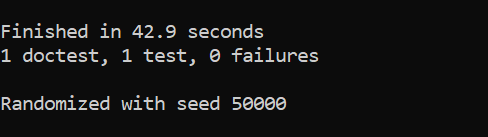 Finished in 42.9 seconds
1 doctest, 1 test, 0 failures
Randomized with seed 50000